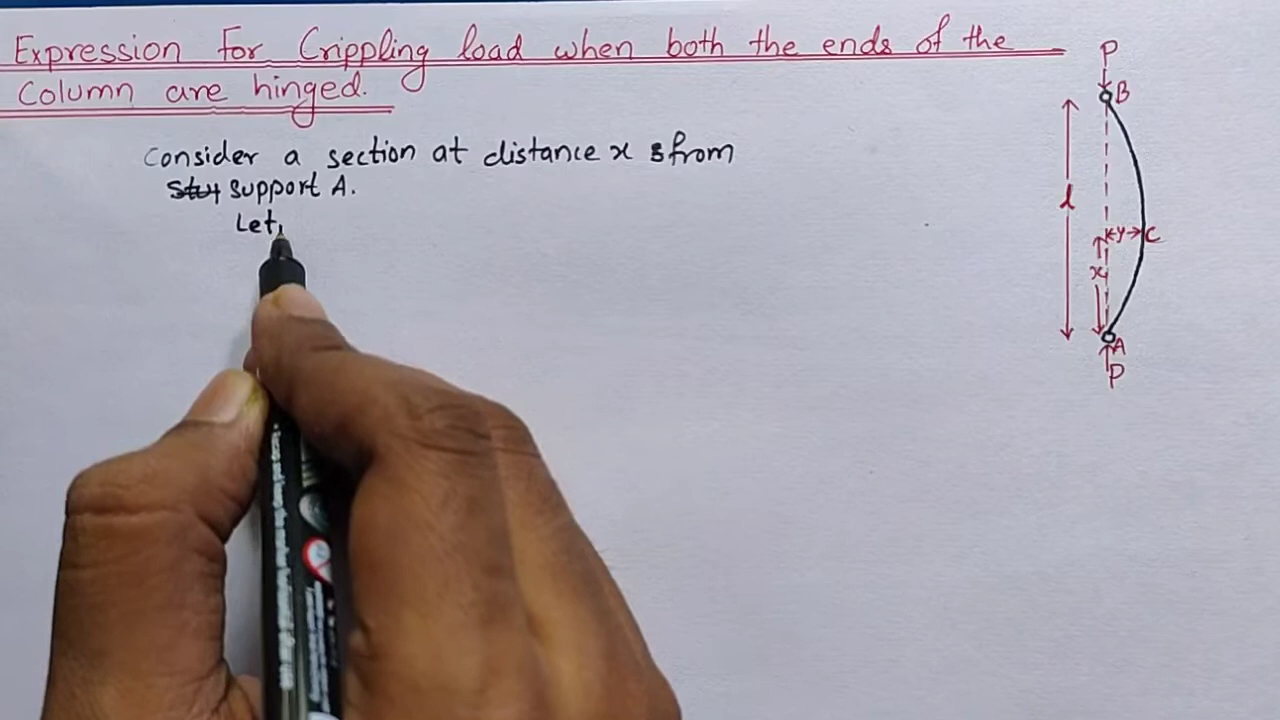 Expression for Crippling load when both the ends of the
Column are hinged.
Consider a section at distance x from
support A.
Let,
P
B
l
y
C
x
A
P